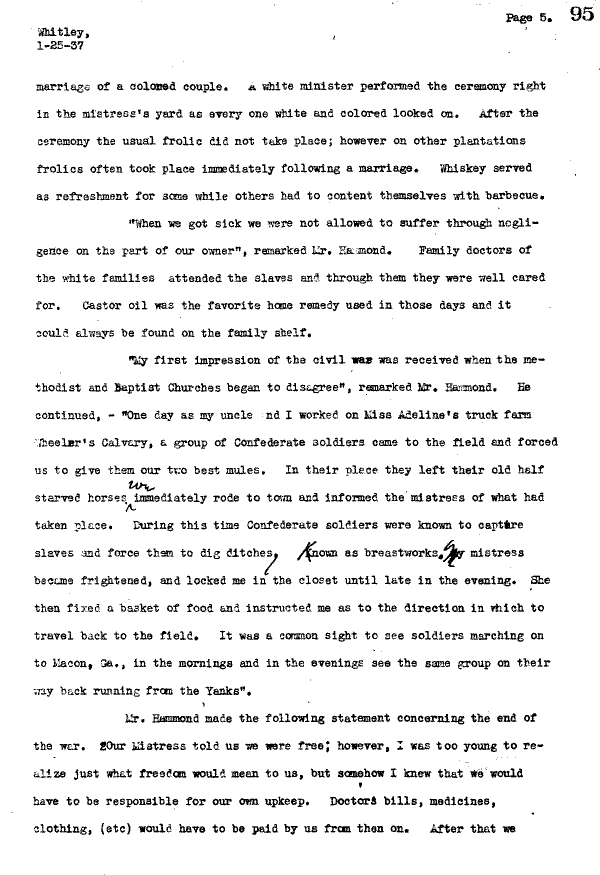 Page 5. 95
Whitley,
1-25-37
marriage of a colored couple. A white minister performed the ceremony right
in the mistress's yard as every one white and colored looked on. After the
ceremony the usual frolic did not take place; however on other plantations
frolics often took place immediately following a marriage. Whiskey served
as refreshment for some while others had to content themselves with barbecue.
"When we got sick we were not allowed to suffer through negli-
gence on the part of our owner", remarked Mr. Hammond. Family doctors of
the white families attended the slaves and through them they were well cared
for. Castor oil was the favorite home remedy used in those days and it
could always be found on the family shelf.
"My first impression of the civil war was received when the me-
thodist and Baptist Churches began to disagree", remarked Mr. Hammond. He
continued, - "One day as my uncle and I worked on Miss Adeline's truck farm
Wheeler's Calvary, a group of Confederate soldiers came to the field and forced
us to give them our two best mules. In their place they left their old half
starved horses we immediately rode to town and informed the mistress of what had
taken place. During this time Confederate soldiers were known to capture
slaves and force them to dig ditches, Known as breastworks. My mistress
became frightened, and locked me in the closet until late in the evening. She
then fixed a basket of food and instructed me as to the direction in which to
travel back to the field. It was a common sight to see soldiers marching on
to Macon, Ga., in the mornings and in the evenings see the same group on their
way back running from the Yanks".
Mr. Hammond made the following statement concerning the end of
the war. "Our Mistress told us we were free; however, I was too young to re-
alize just what freedom would mean to us, but somehow I knew that we would
have to be responsible for our own upkeep. Doctors bills, medicines,
clothing, (etc) would have to be paid by us from then on. After that we